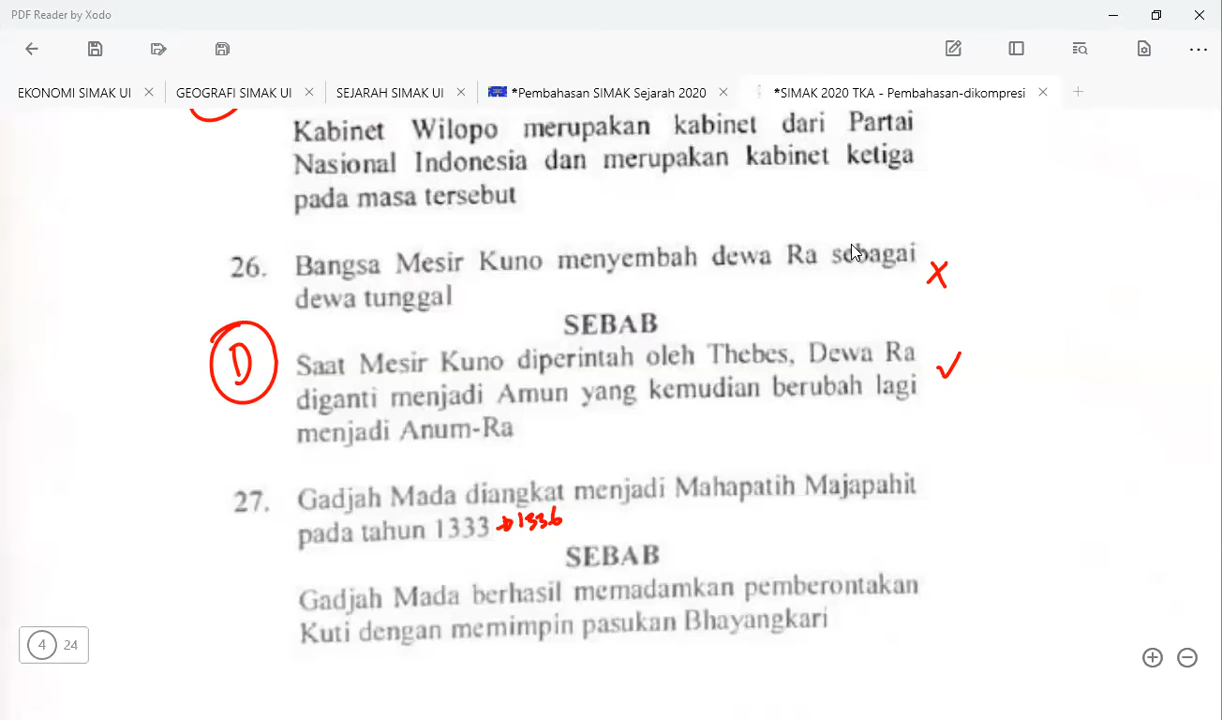 PDF Reader by Xodo
EKONOMI SIMAK UI
GEOGRAFI SIMAK UI
SEJARAH SIMAK UI
*Pembahasan SIMAK Sejarah 2020
*SIMAK 2020 TKA - Pembahasan-dikompresi
Kabinet Wilopo merupakan kabinet dari Partai
Nasional Indonesia dan merupakan kabinet ketiga
pada masa tersebut
26. Bangsa Mesir Kuno menyembah dewa Ra sebagai
dewa tunggal X
SEBAB
D Saat Mesir Kuno diperintah oleh Thebes, Dewa Ra
diganti menjadi Amun yang kemudian berubah lagi
menjadi Anum-Ra
27. Gadjah Mada diangkat menjadi Mahapatih Majapahit
pada tahun 1333 → 1336
SEBAB
Gadjah Mada berhasil memadamkan pemberontakan
Kuti dengan memimpin pasukan Bhayangkari
4 24